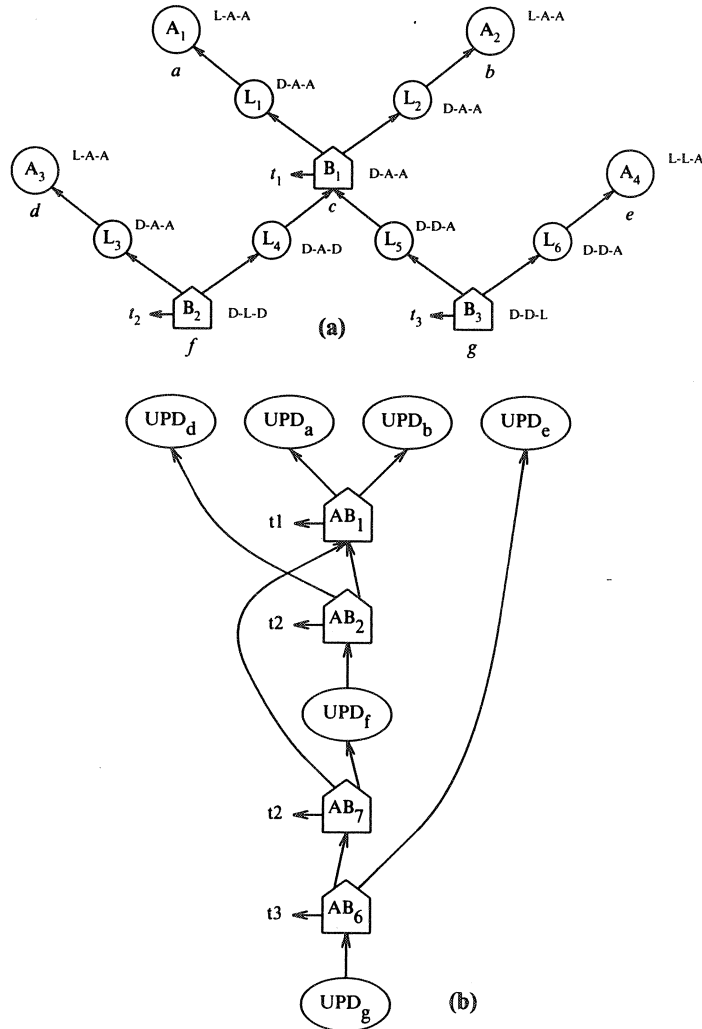 A1 L-A-A
A2 L-A-A
a
b
L1 D-A-A
L2 D-A-A
t1 B1 D-A-A
c
A3 L-A-A
A4 L-L-A
d
e
L3 D-A-A
L4 D-A-D
L5 D-D-A
L6 D-D-A
t2 B2 D-L-D
f
t3 B3 D-D-L
g
(a)
UPDd
UPDa
UPDb
UPDe
t1 AB1
t2 AB2
UPDf
t2 AB7
t3 AB6
UPDg
(b)